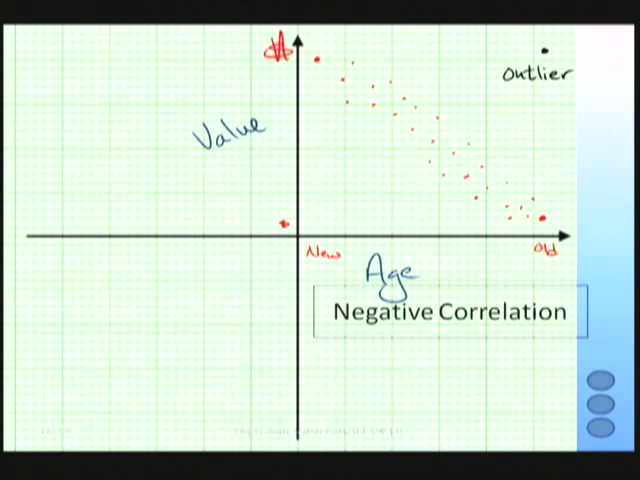 outlier
Value
New
old
Age
Negative Correlation